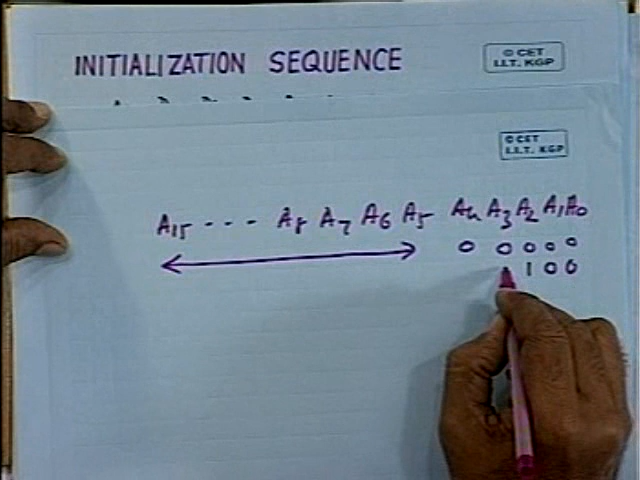 INITIALIZATION SEQUENCE
© CET
I.I.T. KGP
© CET
I.I.T. KGP
A15 - - - A8 A7 A6 A5 A4 A3 A2 A1 A0
0 0 0 0 0
1 0 0